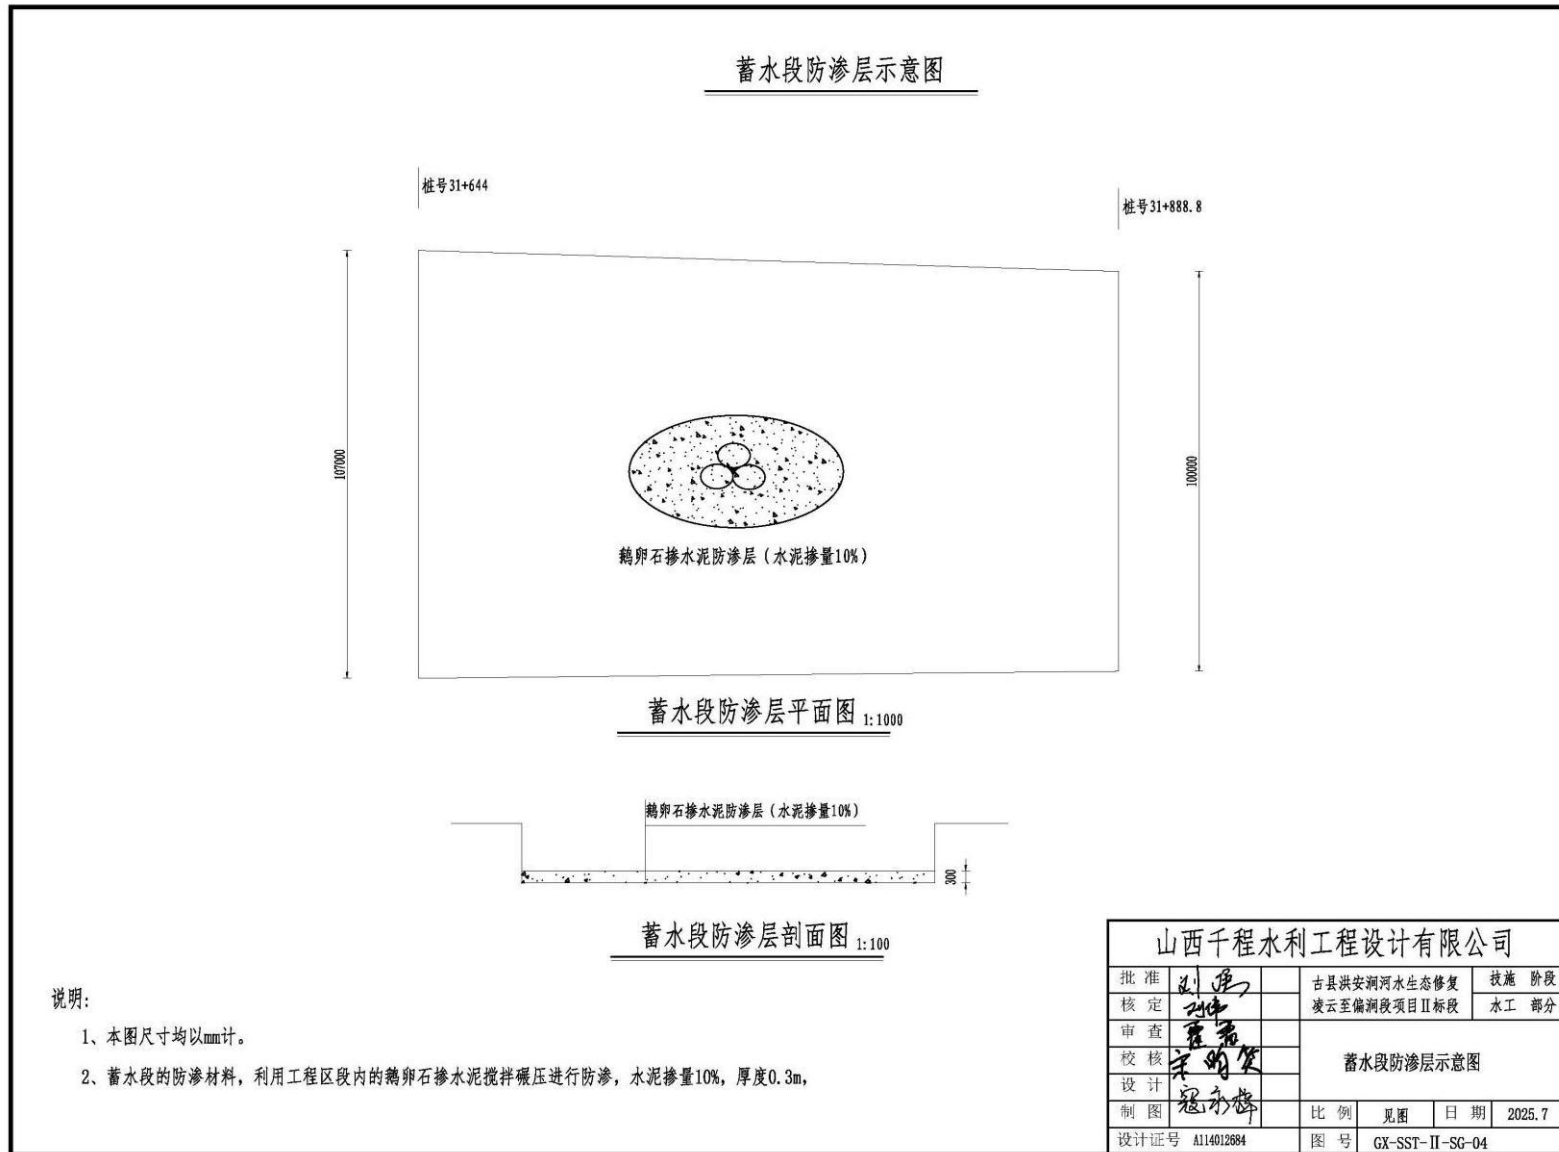 蓄水段防渗层示意图
桩号31+644
桩号31+888.8
107000
100000
鹅卵石掺水泥防渗层（水泥掺量10%）
蓄水段防渗层平面图 1:1000
鹅卵石掺水泥防渗层（水泥掺量10%）
300
蓄水段防渗层剖面图 1:100
说明:
1、本图尺寸均以mm计。
2、蓄水段的防渗材料，利用工程区段内的鹅卵石掺水泥搅拌碾压进行防渗，水泥掺量10%，厚度0.3m，
山西千程水利工程设计有限公司
批 准
古县洪安涧河水生态修复
技施 阶段
核 定
凌云至偏涧段项目Ⅱ标段
水工 部分
审 查
校 核
蓄水段防渗层示意图
设 计
制 图
比 例 见图 日 期 2025.7
设计证号 A114012684 图 号 GX-SST-Ⅱ-SG-04